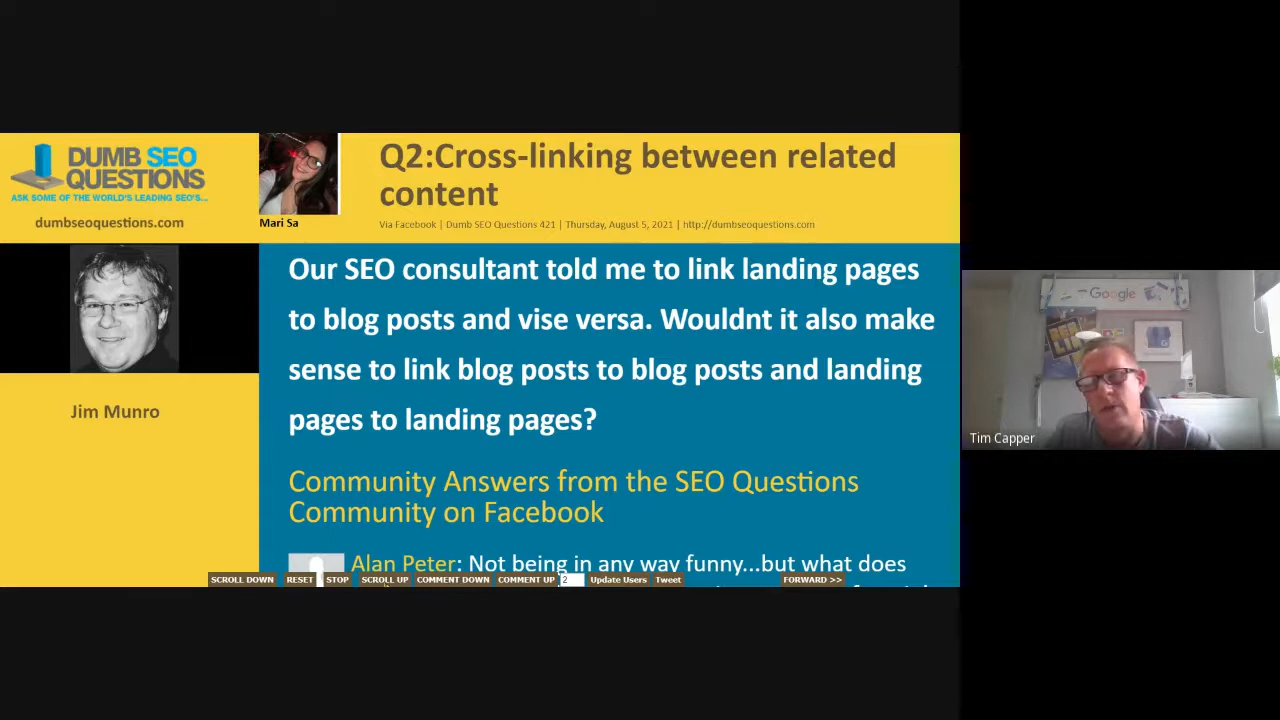 DUMB SEO
QUESTIONS
ASK SOME OF THE WORLD'S LEADING SEO'S...
dumbseoquestions.com
Mari Sa
Q2:Cross-linking between related
content
Via Facebook | Dumb SEO Questions 421 | Thursday, August 5, 2021 | http://dumbseoquestions.com
Jim Munro
Our SEO consultant told me to link landing pages
to blog posts and vise versa. Wouldnt it also make
sense to link blog posts to blog posts and landing
pages to landing pages?
Community Answers from the SEO Questions
Community on Facebook
Alan Peter: Not being in any way funny...but what does
SCROLL DOWN RESET STOP SCROLL UP COMMENT DOWN COMMENT UP 2 Update Users Tweet FORWARD >>
Google
Tim Capper